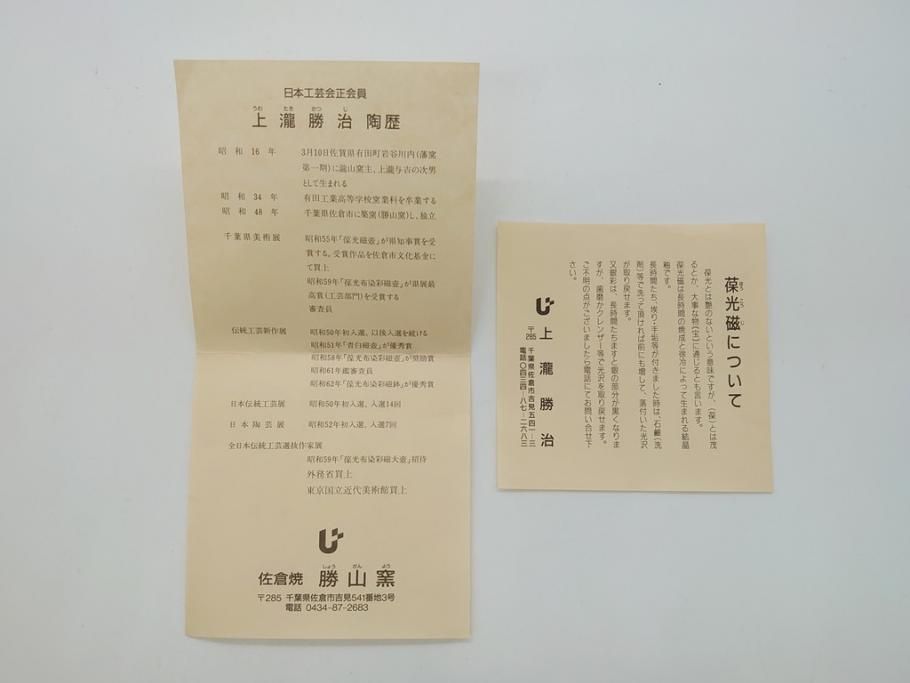 日本工芸会正会員
うわ たき かつ じ
上瀧勝治 陶歴
昭和16年 3月10日佐賀県有田町岩谷川内(藩窯
第一期)に瀧山窯主、上瀧与吉の次男
として生まれる
昭和34年 有田工業高等学校窯業科を卒業する
昭和48年 千葉県佐倉市に築窯(勝山窯)し、独立
千葉県美術展 昭和55年「葆光磁壺」が県知事賞を受
賞する。受賞作品を佐倉市文化基金に
て買上
昭和59年「葆光布染彩磁壺」が県展最
高賞(工芸部門)を受賞する
審査員
伝統工芸新作展 昭和50年初入選、以後入選を続ける
昭和51年「青白磁壺」が優秀賞
昭和58年「葆光布染彩磁壺」が奨励賞
昭和61年鑑審査員
昭和62年「葆光布染彩磁鉢」が優秀賞
日本伝統工芸展 昭和50年初入選、入選14回
日本陶芸展 昭和52年初入選、入選7回
全日本伝統工芸選抜作家展
昭和59年「葆光布染彩磁大壺」招待
外務省買上
東京国立近代美術館買上
しょう ざん よう
佐倉焼 勝山窯
〒285 千葉県佐倉市吉見541番地3号
電話 0434-87-2683
ほ こう じ
葆光磁について
葆光とは艶のないという意味ですが、(葆)とは茂
るとか、大事な物(宝)に通じるとも言います。
葆光磁は長時間の焼成と徐冷によって生まれる結晶
釉です。
長時間たち、埃り・手垢等が付きました時は、石鹸(洗
剤)等で洗って頂ければ前にも増して、落付いた光沢
が取り戻せます。
又銀彩は、長時間たちますと銀の部分が黒くなりま
すが、歯磨かクレンザー等で光沢を取り戻せます。
ご不明の点がございましたら電話にてお問い合せ下
さい。
上瀧勝治
〒285 千葉県佐倉市吉見五四一-三
電話〇四三四-八七-二六八三